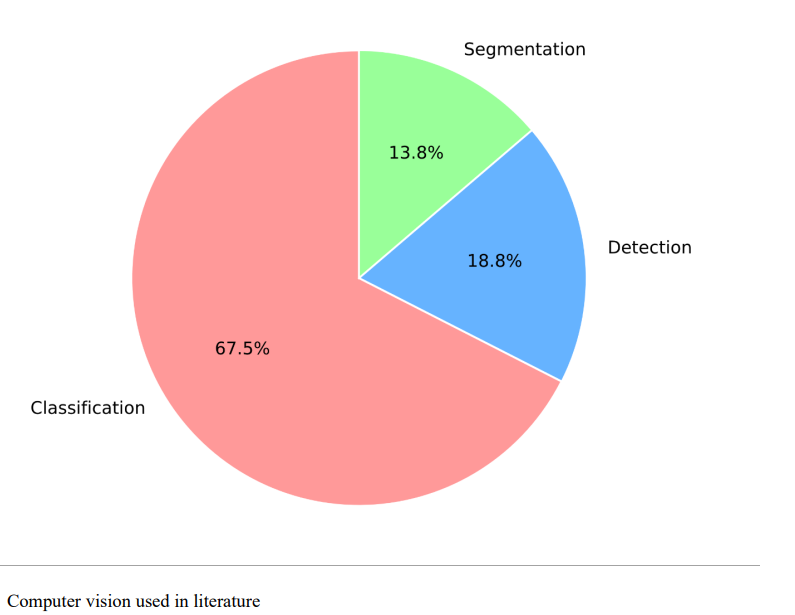 Segmentation
13.8%
Detection
18.8%
67.5%
Classification
Computer vision used in literature